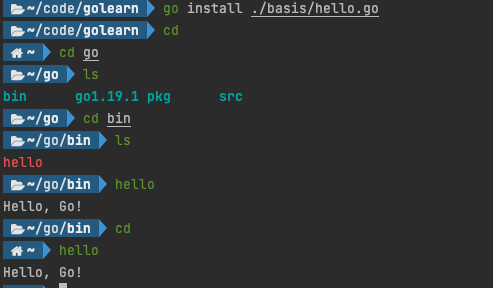 ~/code/golearn go install ./basis/hello.go
~/code/golearn cd
~ cd go
~/go ls
bin go1.19.1 pkg src
~/go cd bin
~/go/bin ls
hello
~/go/bin hello
Hello, Go!
~/go/bin cd
~ hello
Hello, Go!